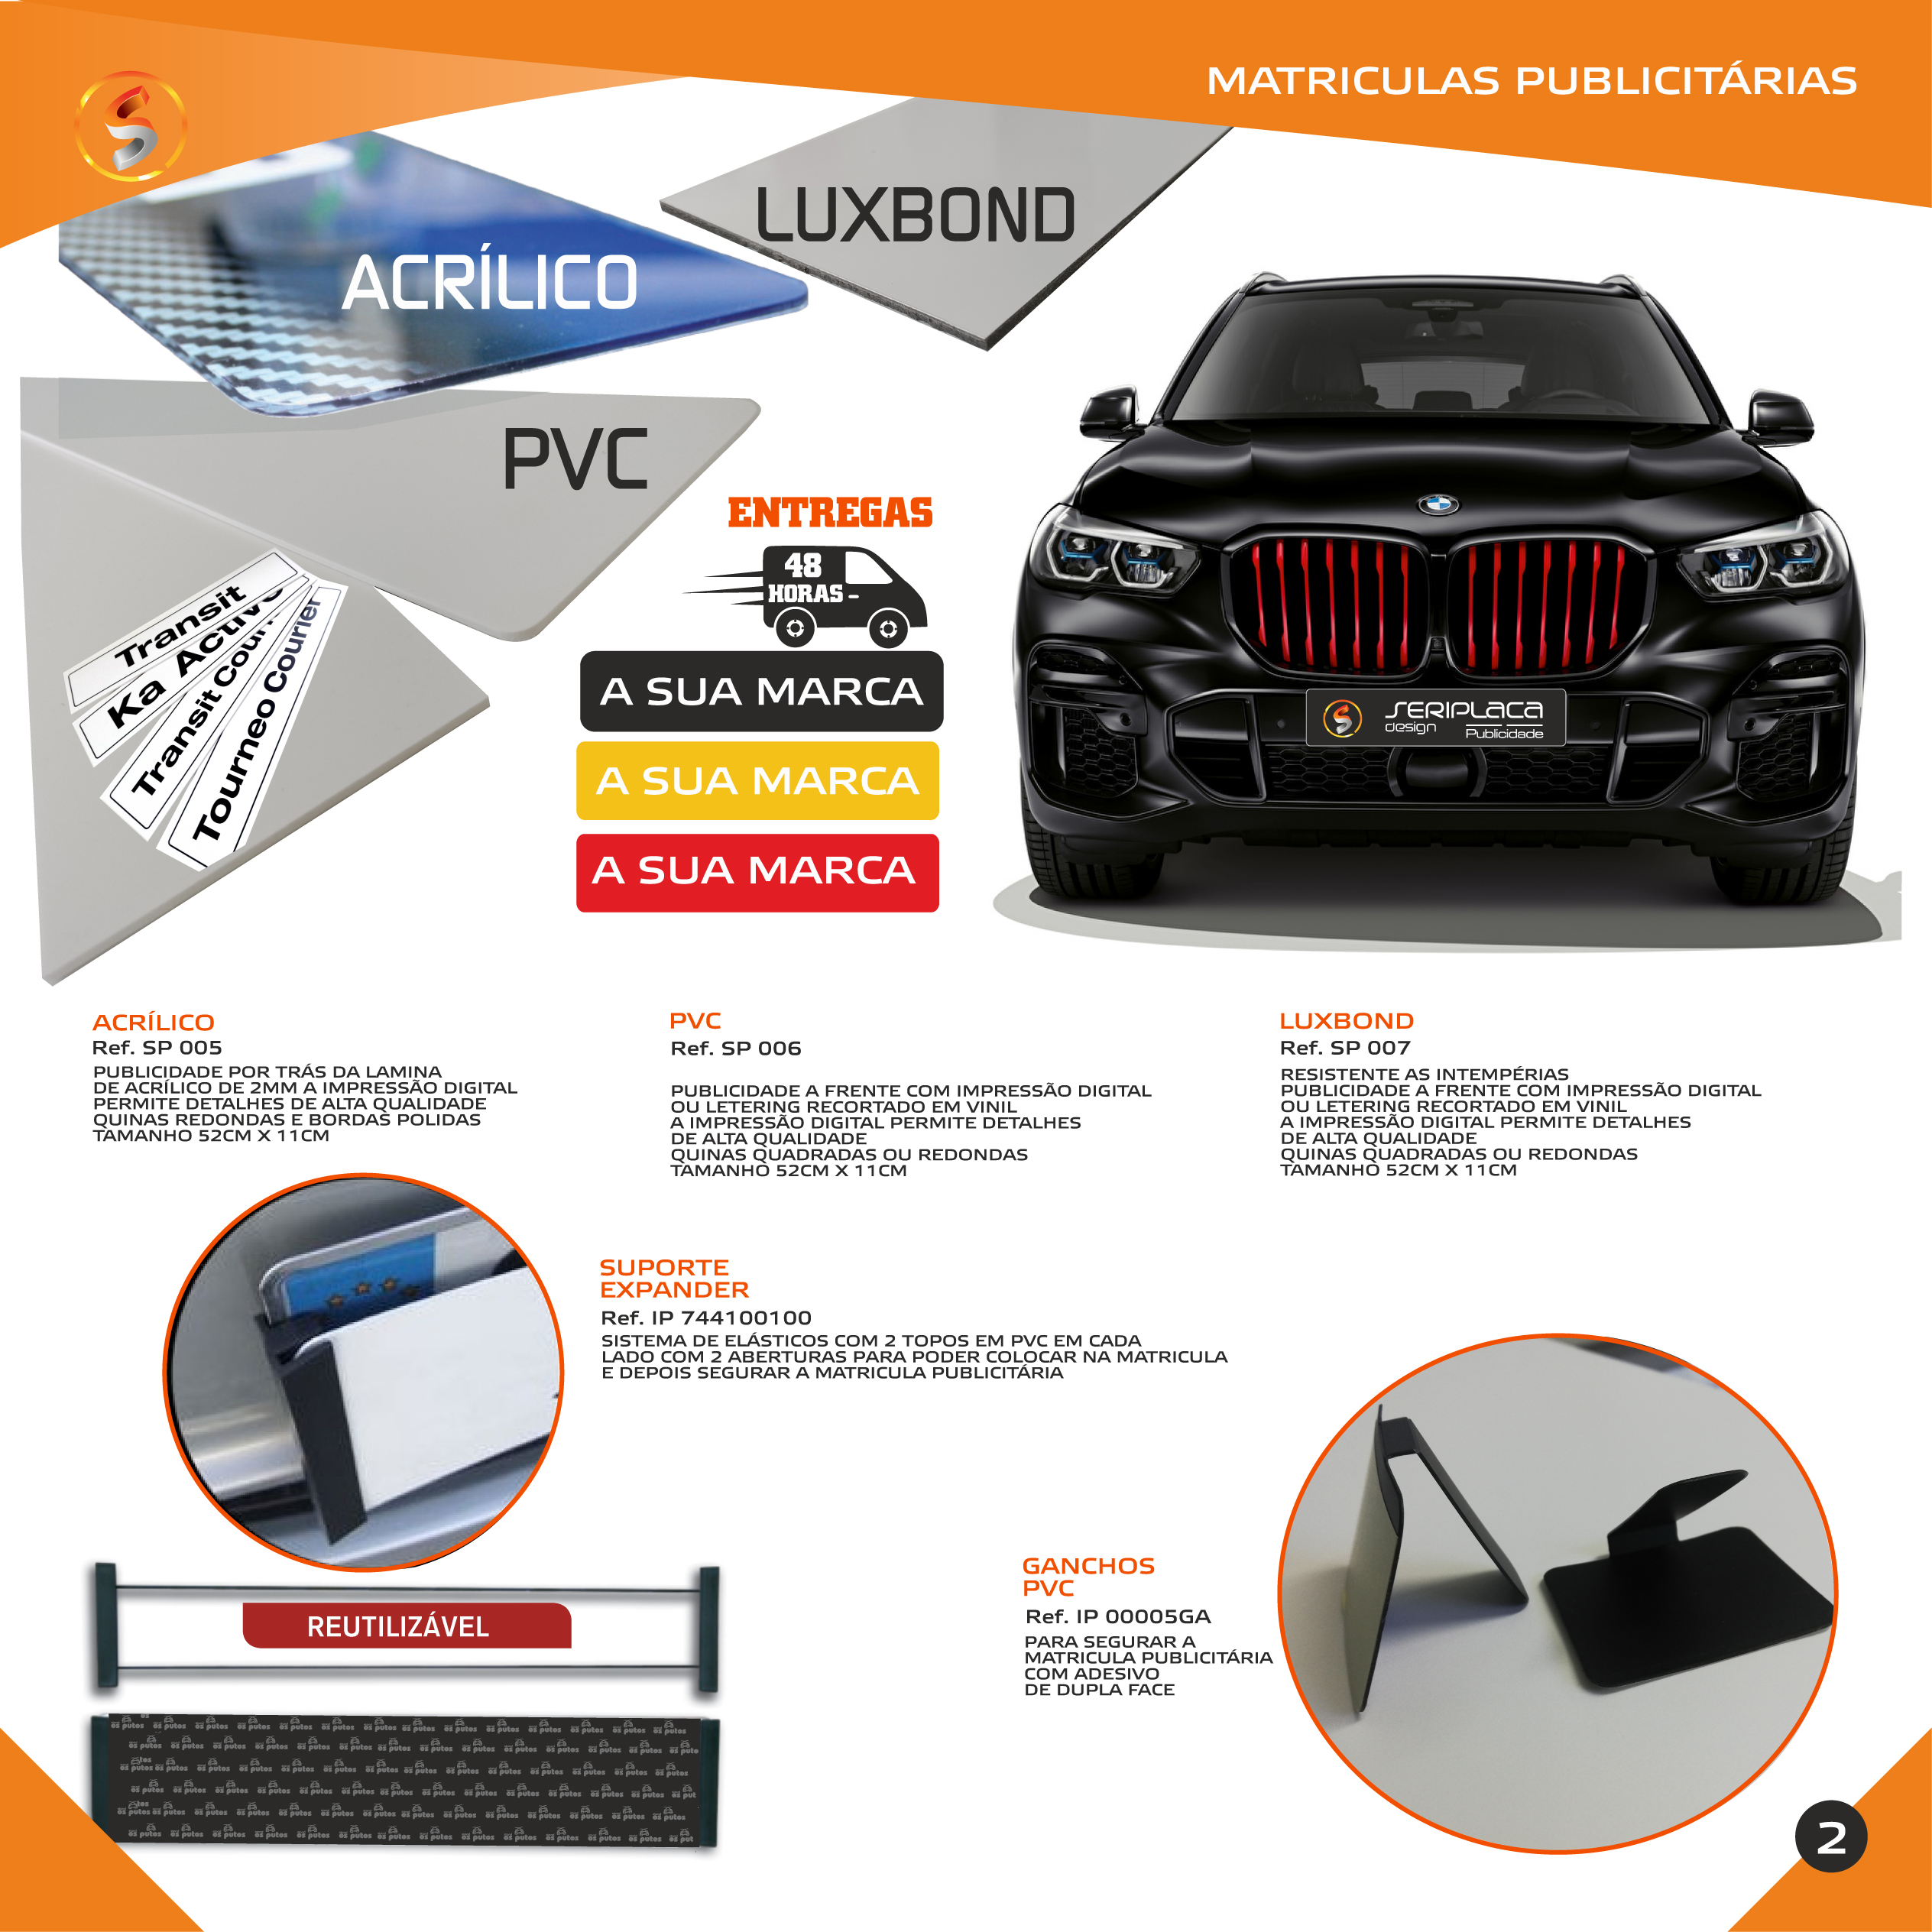 MATRICULAS PUBLICITÁRIAS
LUXBOND
ACRÍLICO
PVC
ENTREGAS
48
HORAS -
Transit
Ka Active
Transit Cour
Tourneo Courier
A SUA MARCA
A SUA MARCA
A SUA MARCA
SERIPLACA
design Publicidade
ACRÍLICO
Ref. SP 005
PUBLICIDADE POR TRÁS DA LAMINA
DE ACRÍLICO DE 2MM A IMPRESSÃO DIGITAL
PERMITE DETALHES DE ALTA QUALIDADE
QUINAS REDONDAS E BORDAS POLIDAS
TAMANHO 52CM X 11CM
PVC
Ref. SP 006
PUBLICIDADE A FRENTE COM IMPRESSÃO DIGITAL
OU LETERING RECORTADO EM VINIL
A IMPRESSÃO DIGITAL PERMITE DETALHES
DE ALTA QUALIDADE
QUINAS QUADRADAS OU REDONDAS
TAMANHO 52CM X 11CM
LUXBOND
Ref. SP 007
RESISTENTE AS INTEMPÉRIAS
PUBLICIDADE A FRENTE COM IMPRESSÃO DIGITAL
OU LETERING RECORTADO EM VINIL
A IMPRESSÃO DIGITAL PERMITE DETALHES
DE ALTA QUALIDADE
QUINAS QUADRADAS OU REDONDAS
TAMANHO 52CM X 11CM
SUPORTE
EXPANDER
Ref. IP 744100100
SISTEMA DE ELÁSTICOS COM 2 TOPOS EM PVC EM CADA
LADO COM 2 ABERTURAS PARA PODER COLOCAR NA MATRICULA
E DEPOIS SEGURAR A MATRICULA PUBLICITÁRIA
REUTILIZÁVEL
GANCHOS
PVC
Ref. IP 00005GA
PARA SEGURAR A
MATRICULA PUBLICITÁRIA
COM ADESIVO
DE DUPLA FACE
2